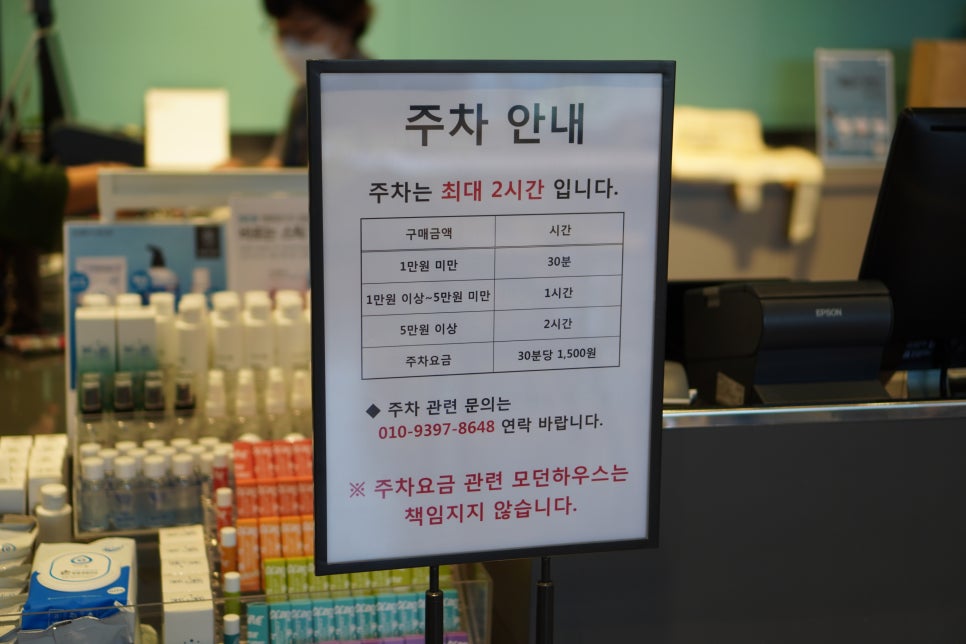 주차 안내
주차는 최대 2시간 입니다.
구매금액 시간
1만원 미만 30분
1만원 이상~5만원 미만 1시간
5만원 이상 2시간
주차요금 30분당 1,500원
◆ 주차 관련 문의는
010-9397-8648 연락 바랍니다.
※ 주차요금 관련 모던하우스는
책임지지 않습니다.
EPSON